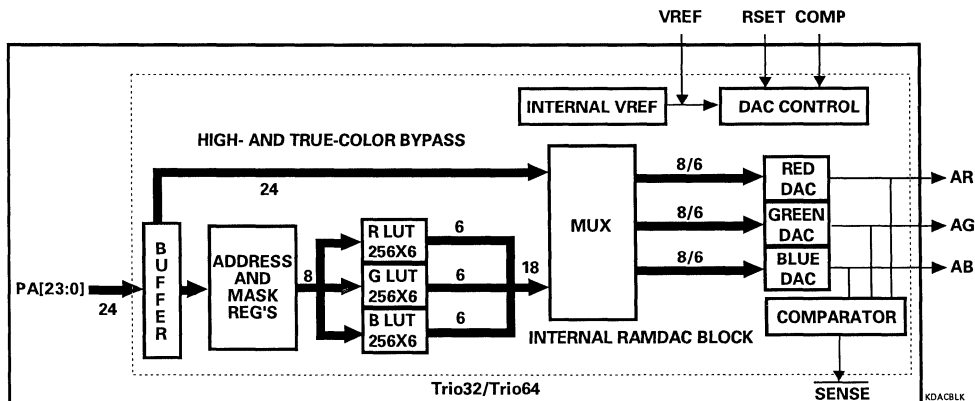 VREF
RSET COMP
INTERNAL VREF
DAC CONTROL
HIGH- AND TRUE-COLOR BYPASS
24
8/6
RED
DAC
AR
MUX
8/6
GREEN
DAC
AG
8/6
BLUE
DAC
AB
PA[23:0]
24
BUFFER
ADDRESS
AND
MASK
REG'S
8
R LUT
256X6
6
G LUT
256X6
6
B LUT
256X6
6
18
COMPARATOR
INTERNAL RAMDAC BLOCK
Trio32/Trio64
SENSE
KDACBLK